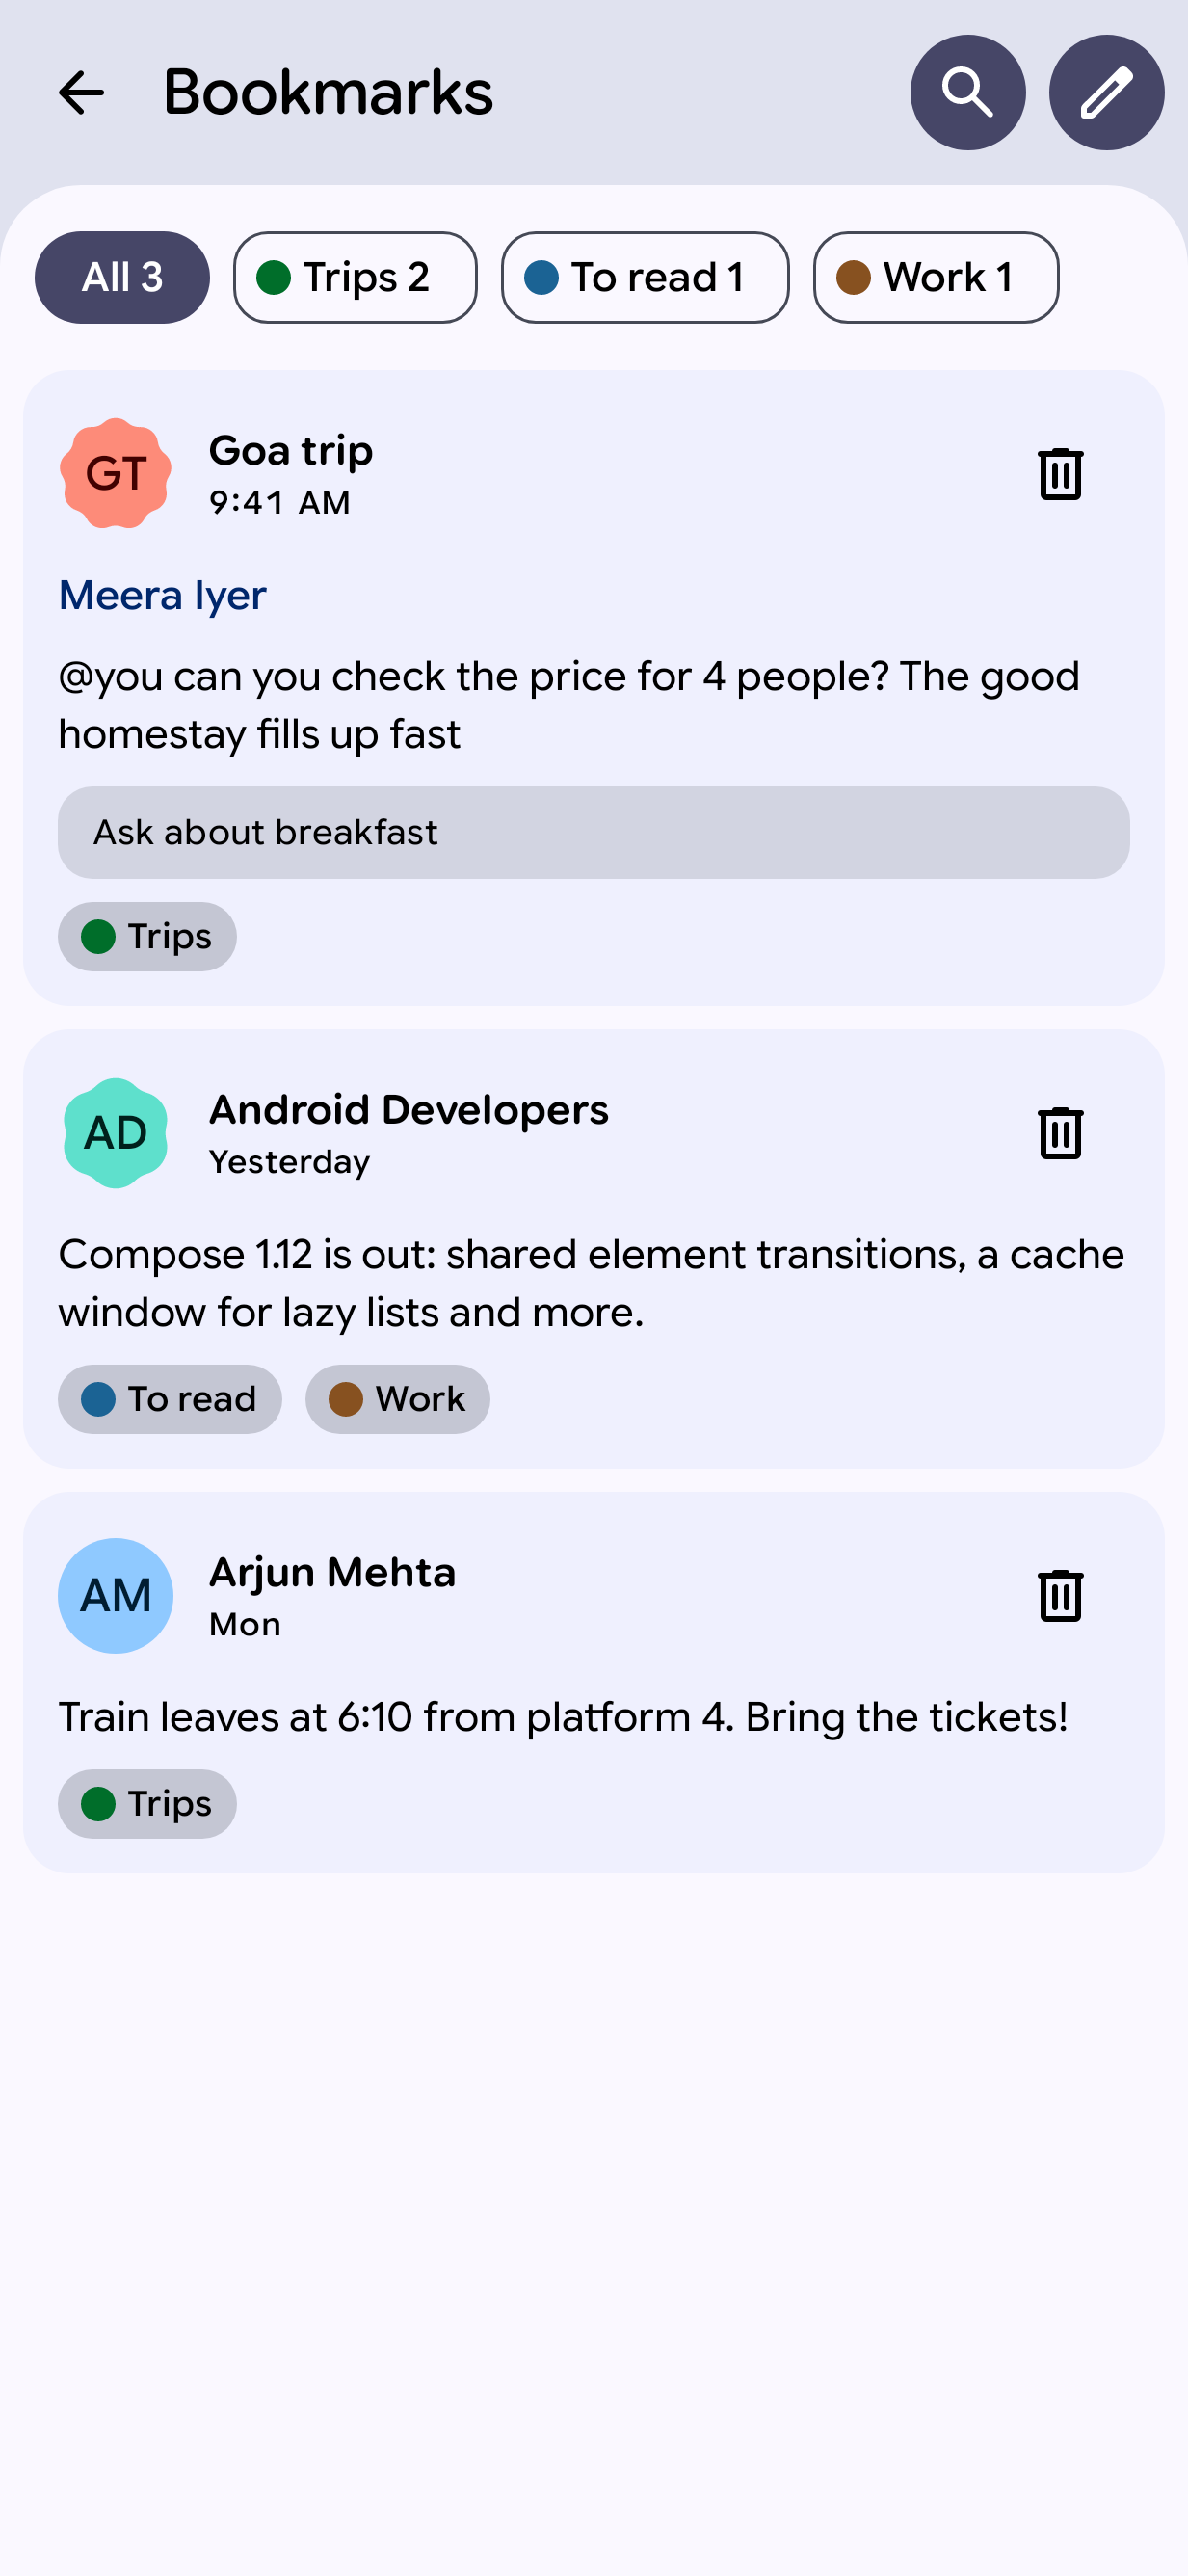 Bookmarks
All 3
Trips 2
To read 1
Work 1
GT
Goa trip
9:41 AM
Meera Iyer
@you can you check the price for 4 people? The good
homestay fills up fast
Ask about breakfast
Trips
AD
Android Developers
Yesterday
Compose 1.12 is out: shared element transitions, a cache
window for lazy lists and more.
To read
Work
AM
Arjun Mehta
Mon
Train leaves at 6:10 from platform 4. Bring the tickets!
Trips